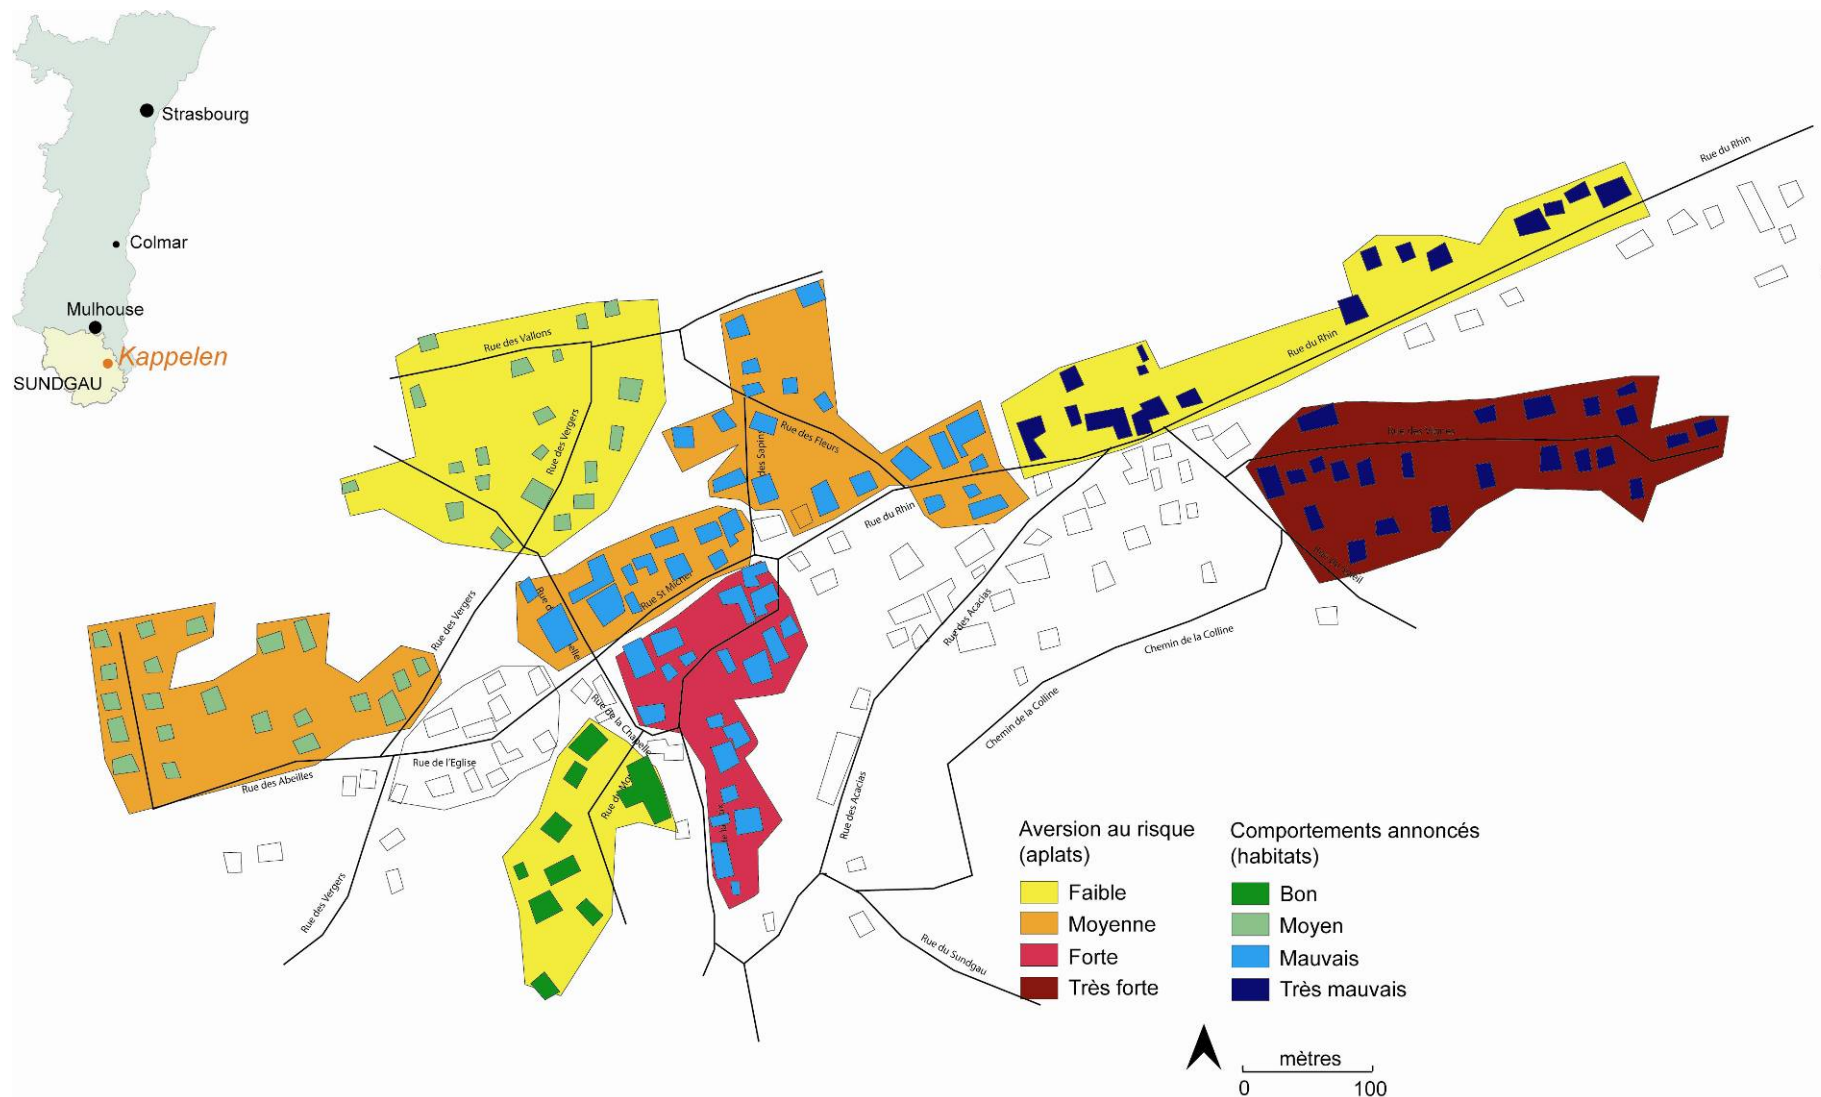 Strasbourg
Colmar
Mulhouse
Kappelen
SUNDGAU
Rue du Rhin
Rue du Rhin
Rue des Vallons
Rue des Vergers
Rue des Fleurs
des Sapin
Rue du Rhin
Rue St Michel
Rue des Vergers
Rue des Acacias
Chemin de la Colline
Chemin de la Colline
Rue de la Chapelle
Rue de l'Eglise
Rue des Abeilles
Rue des Acacias
Rue des Vergers
Rue du Sundgau
Aversion au risque
(aplats)
Faible
Moyenne
Forte
Très forte
Comportements annoncés
(habitats)
Bon
Moyen
Mauvais
Très mauvais
mètres
0
100